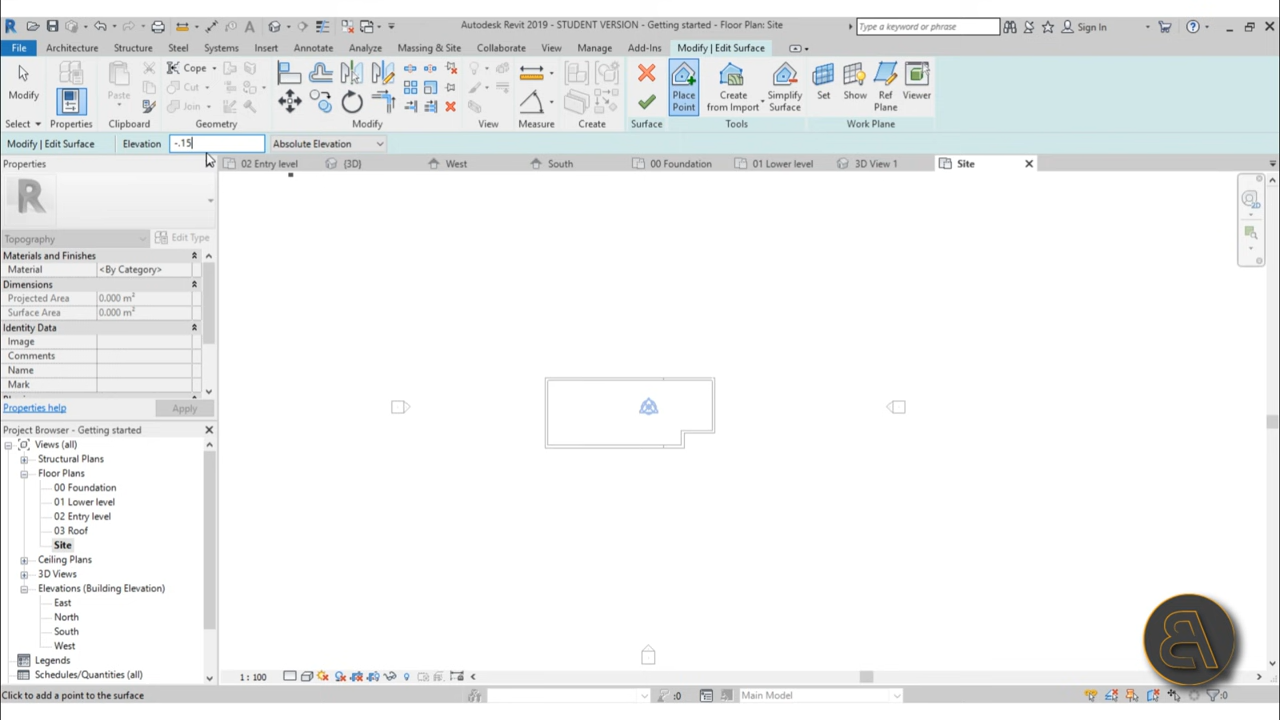 Autodesk Revit 2019 - STUDENT VERSION - Getting started - Floor Plan: Site
Type a keyword or phrase
Sign In
File Architecture Structure Steel Systems Insert Annotate Analyze Massing & Site Collaborate View Manage Add-Ins Modify | Edit Surface
Modify
Paste
Cope
Cut
Join
Place Point
Create from Import
Simplify Surface
Set
Show
Ref Plane
Viewer
Select Properties Clipboard Geometry Modify View Measure Create Surface Tools Work Plane
Modify | Edit Surface Elevation -.15 Absolute Elevation
Properties
02 Entry level {3D} West South 00 Foundation 01 Lower level 3D View 1 Site
Topography Edit Type
Materials and Finishes
Material <By Category>
Dimensions
Projected Area 0.000 m²
Surface Area 0.000 m²
Identity Data
Image
Comments
Name
Mark
Properties help Apply
Project Browser - Getting started
Views (all)
Structural Plans
Floor Plans
00 Foundation
01 Lower level
02 Entry level
03 Roof
Site
Ceiling Plans
3D Views
Elevations (Building Elevation)
East
North
South
West
Legends
Schedules/Quantities (all)
1 : 100
Click to add a point to the surface
:0
Main Model
:0